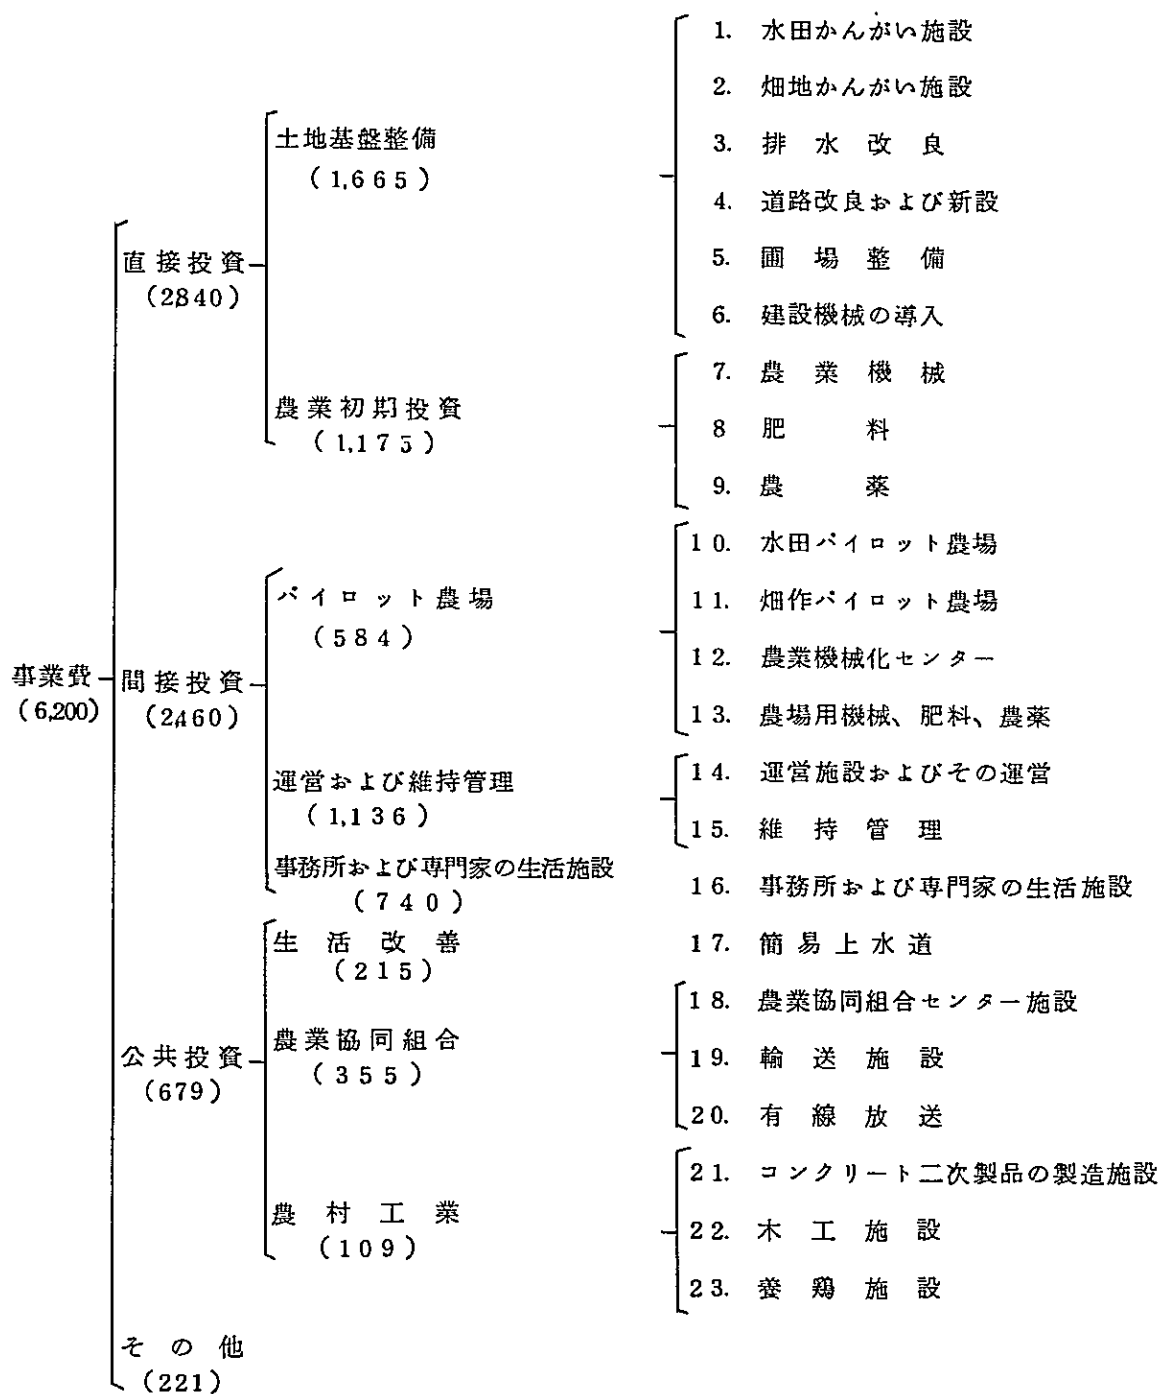 事業費
(6,200)
直接投資
(2,840)
土地基盤整備
(1,665)
1. 水田かんがい施設
2. 畑地かんがい施設
3. 排水改良
4. 道路改良および新設
5. 圃場整備
6. 建設機械の導入
農業初期投資
(1,175)
7. 農業機械
8 肥料
9. 農薬
間接投資
(2,460)
パイロット農場
(584)
10. 水田パイロット農場
11. 畑作パイロット農場
12. 農業機械化センター
13. 農場用機械、肥料、農薬
運営および維持管理
(1,136)
14. 運営施設およびその運営
15. 維持管理
事務所および専門家の生活施設
(740)
16. 事務所および専門家の生活施設
公共投資
(679)
生活改善
(215)
17. 簡易上水道
農業協同組合
(355)
18. 農業協同組合センター施設
19. 輸送施設
20. 有線放送
農村工業
(109)
21. コンクリート二次製品の製造施設
22. 木工施設
23. 養鶏施設
その他
(221)